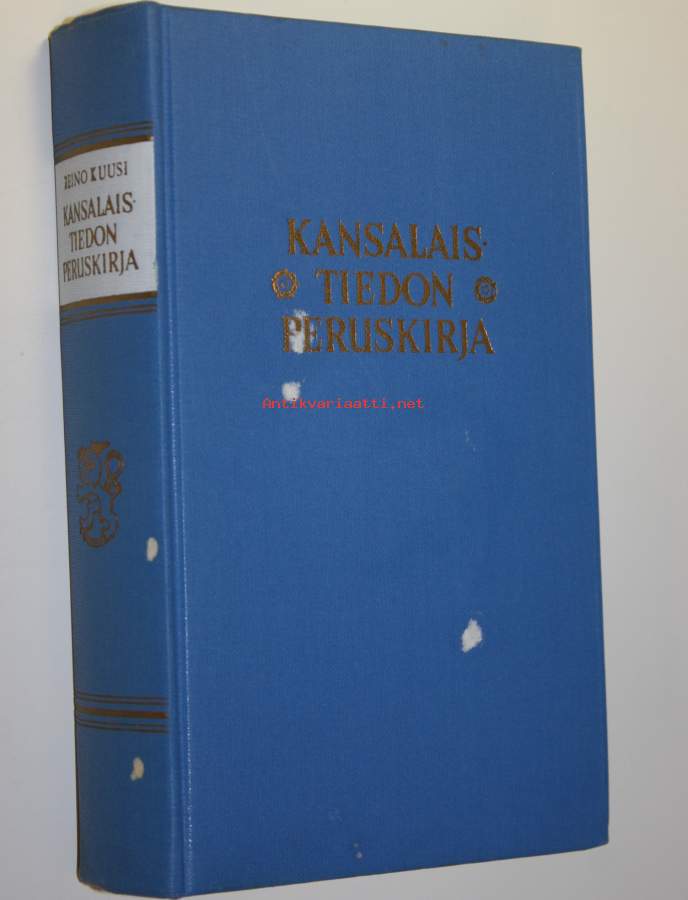 REINO KUUSI
KANSALAIS-
TIEDON
PERUSKIRJA
KANSALAIS-
TIEDON
PERUSKIRJA
Antikvariaatti.net